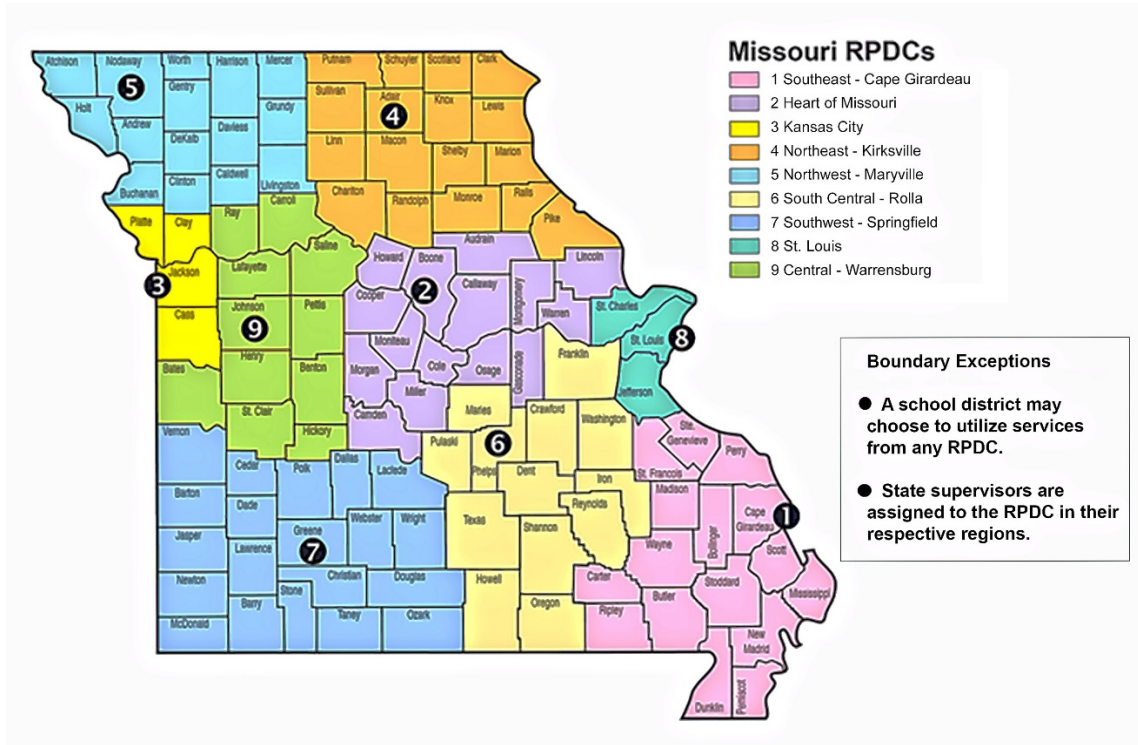 Missouri RPDCs
1 Southeast - Cape Girardeau
2 Heart of Missouri
3 Kansas City
4 Northeast - Kirksville
5 Northwest - Maryville
6 South Central - Rolla
7 Southwest - Springfield
8 St. Louis
9 Central - Warrensburg
Boundary Exceptions
● A school district may
choose to utilize services
from any RPDC.
● State supervisors are
assigned to the RPDC in their
respective regions.
Atchison
Nodaway
Worth
Harrison
Mercer
Putnam
Schuyler
Scotland
Clark
5
Gentry
Sullivan
Adair
Knox
Lewis
Holt
Grundy
4
Andrew
DeKalb
Daviess
Linn
Macon
Shelby
Marion
Buchanan
Clinton
Caldwell
Livingston
Chariton
Randolph
Monroe
Ralls
Platte
Clay
Ray
Carroll
Pike
Saline
Howard
Boone
Audrain
Lincoln
3
Jackson
Lafayette
Cooper
2
Callaway
Montgomery
Warren
St. Charles
Cass
Johnson
9
Pettis
Moniteau
St. Louis
8
Bates
Henry
Benton
Morgan
Cole
Osage
Gasconade
Franklin
Jefferson
St. Clair
Hickory
Camden
Miller
Maries
Crawford
Washington
Ste.
Genevieve
Vernon
Pulaski
6
Phelps
Dent
Iron
St. Francois
Perry
Cedar
Polk
Dallas
Laclede
Madison
Barton
Dade
Reynolds
Cape
Girardeau
1
Jasper
Greene
7
Webster
Wright
Texas
Shannon
Wayne
Bollinger
Scott
Lawrence
Newton
Christian
Douglas
Howell
Carter
Stoddard
Mississippi
Stone
Barry
McDonald
Taney
Ozark
Oregon
Ripley
Butler
New
Madrid
Dunklin
Pemiscot